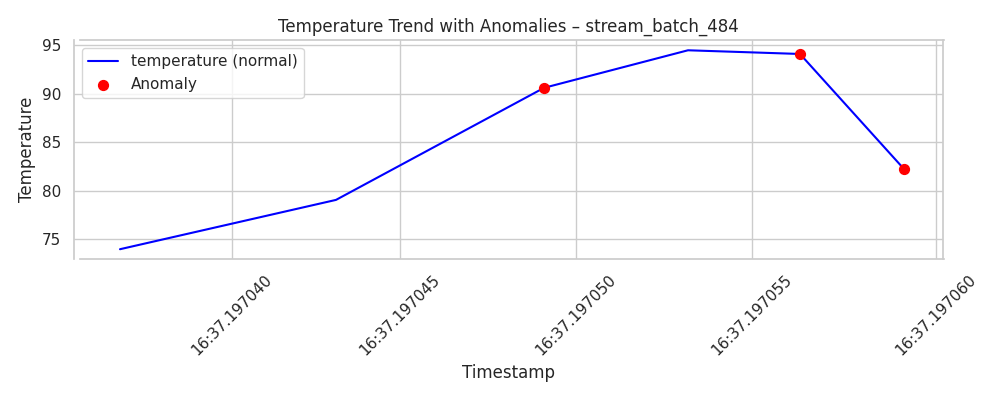 Temperature Trend with Anomalies – stream_batch_484
temperature (normal)
Anomaly
Temperature
95
90
85
80
75
16:37.197040
16:37.197045
16:37.197050
16:37.197055
16:37.197060
Timestamp